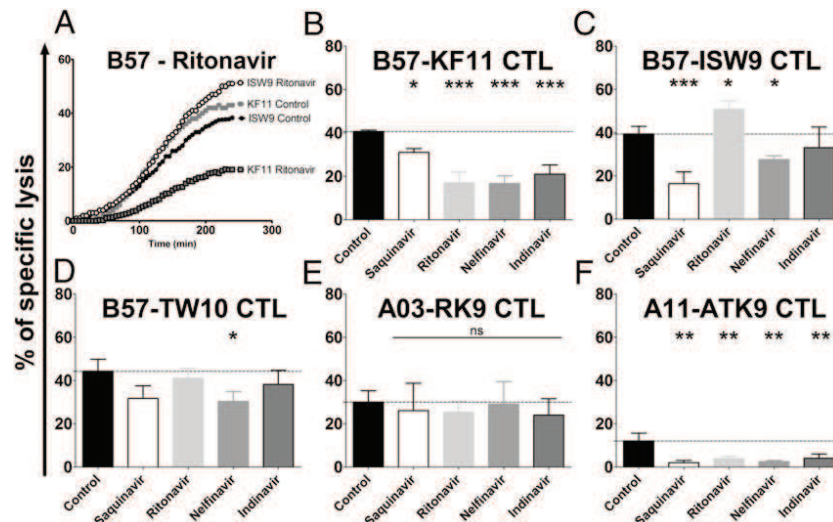 % of specific lysis
A
B57 - Ritonavir
60
40
20
0
0
100
200
300
Time (min)
ISW9 Ritonavir
KF11 Control
ISW9 Control
KF11 Ritonavir
B
B57-KF11 CTL
* *** *** ***
80
60
40
20
0
Control Saquinavir Ritonavir Nelfinavir Indinavir
C
B57-ISW9 CTL
*** * *
80
60
40
20
0
Control Saquinavir Ritonavir Nelfinavir Indinavir
D
B57-TW10 CTL
*
80
60
40
20
0
Control Saquinavir Ritonavir Nelfinavir Indinavir
E
A03-RK9 CTL
ns
80
60
40
20
0
Control Saquinavir Ritonavir Nelfinavir Indinavir
F
A11-ATK9 CTL
** ** ** **
80
60
40
20
0
Control Saquinavir Ritonavir Nelfinavir Indinavir